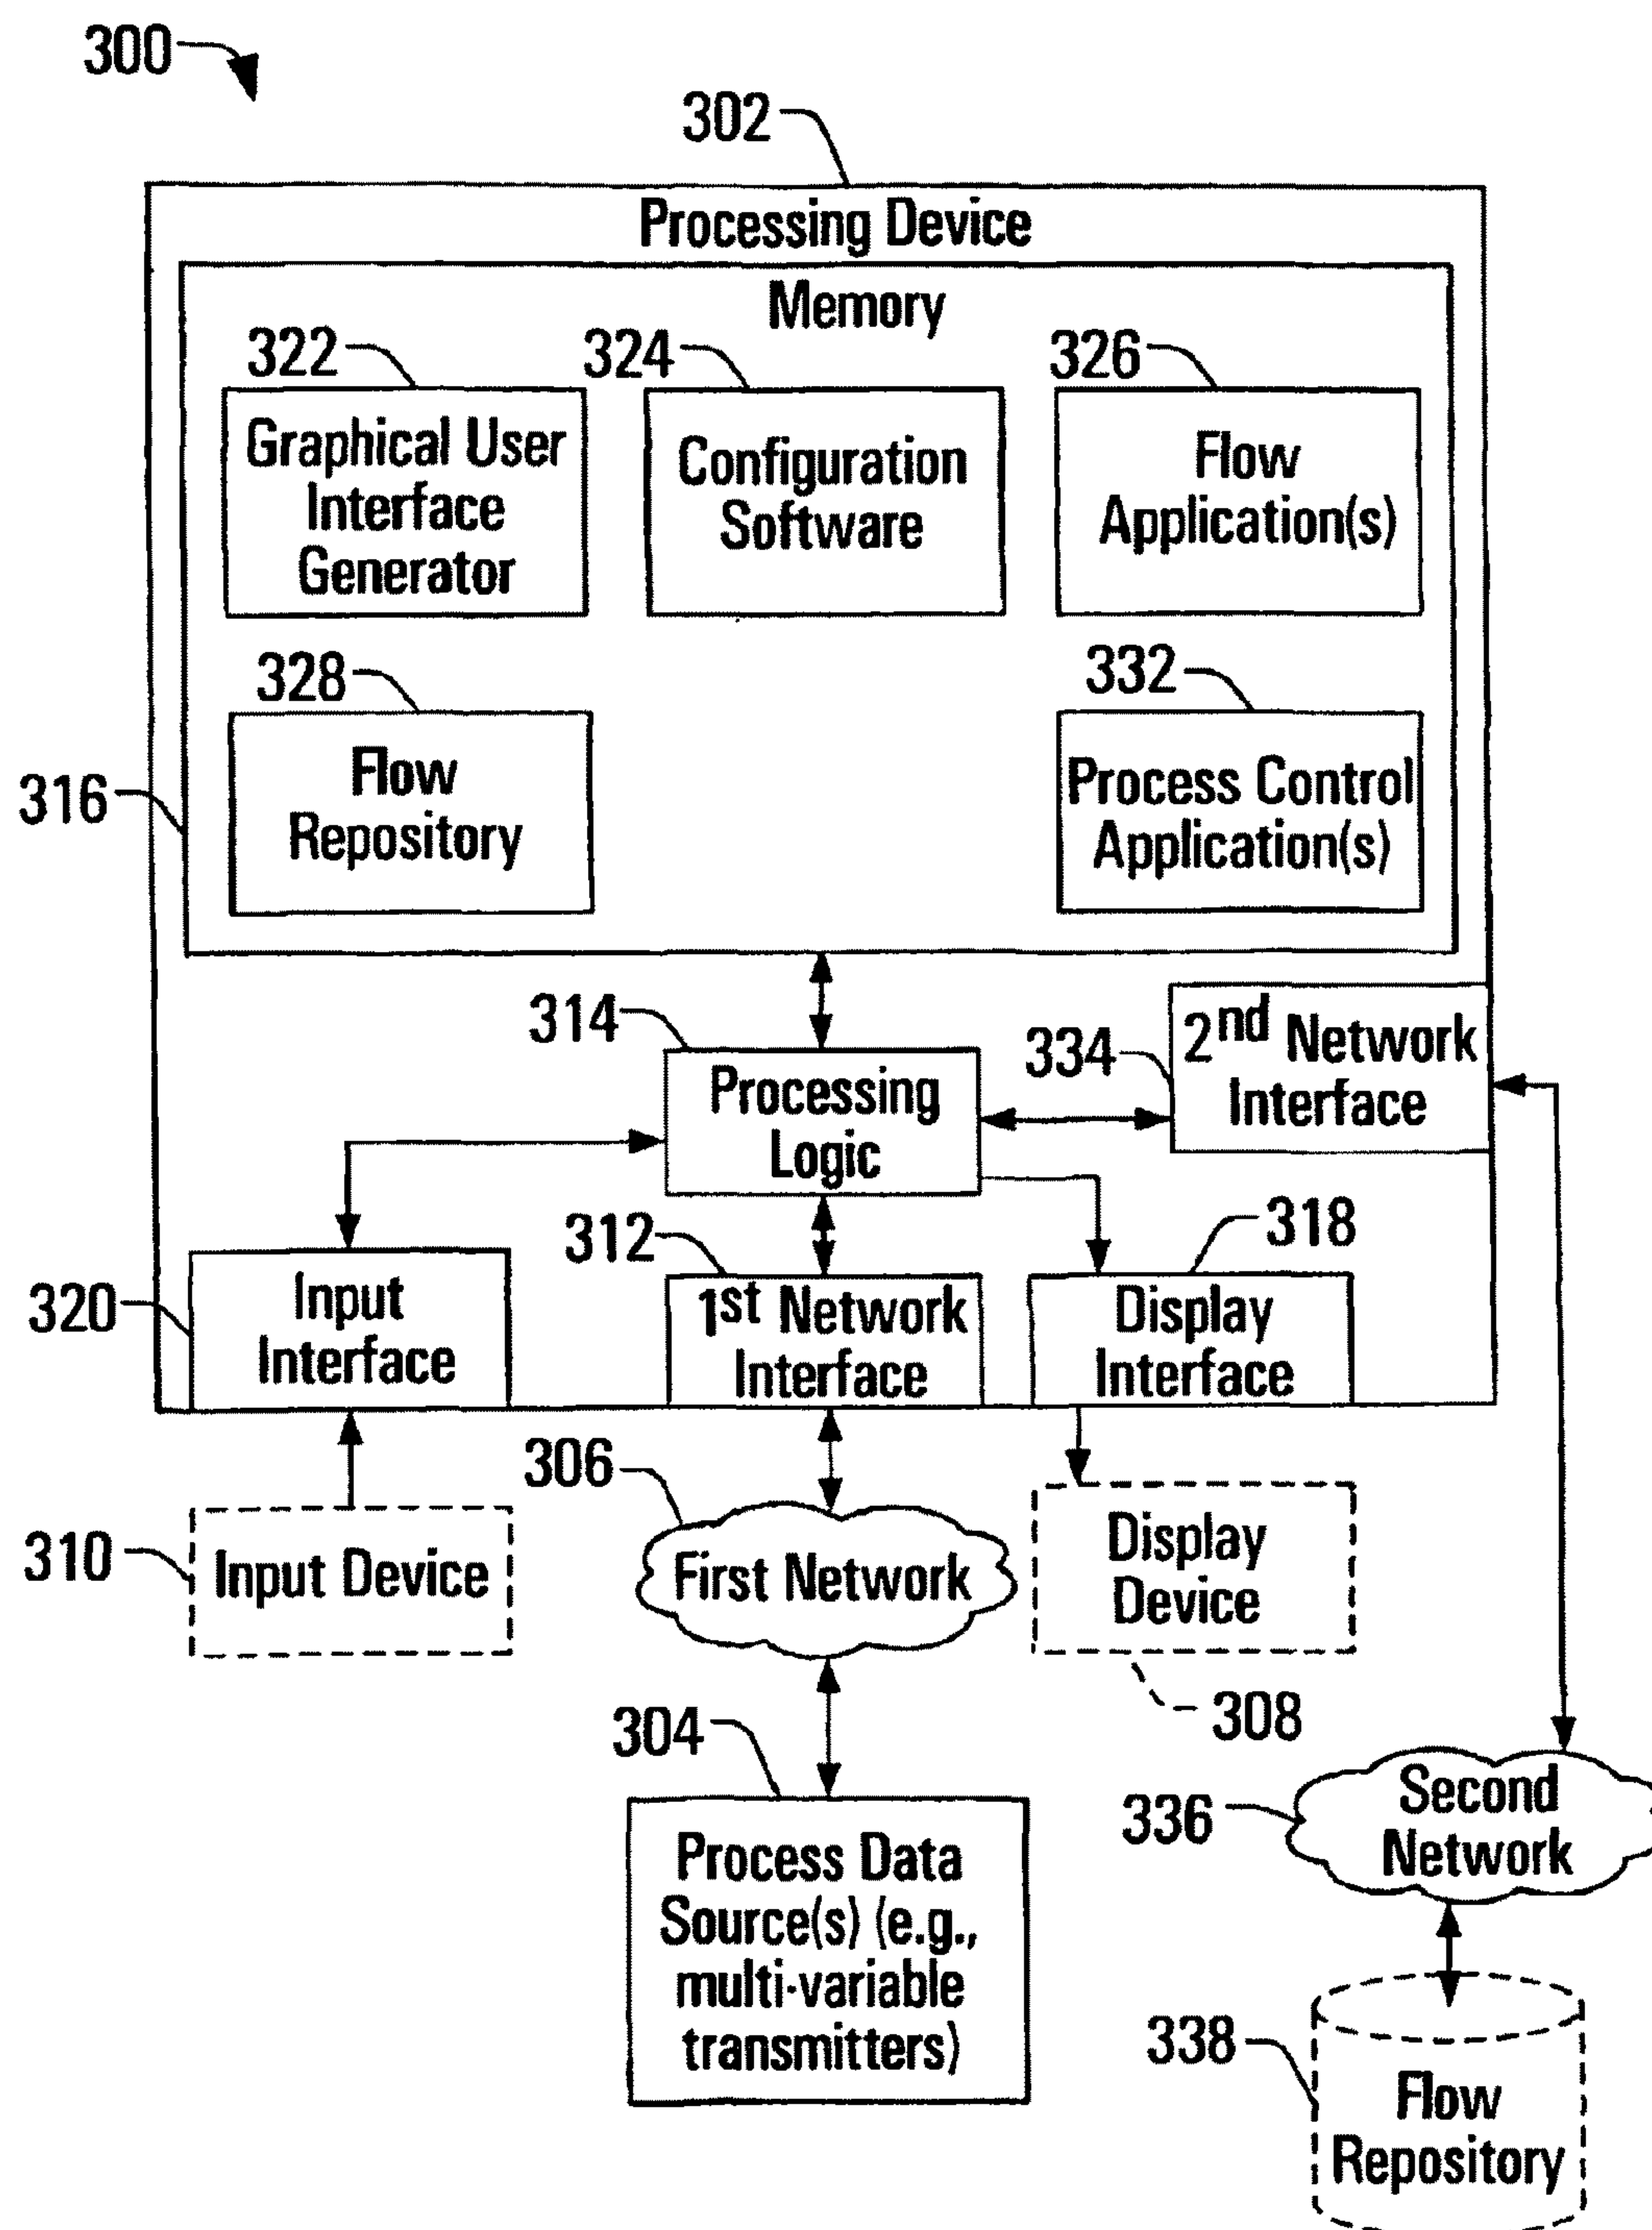 300
302
Processing Device
Memory
322
324
326
Graphical User
Interface
Generator
Configuration
Software
Flow
Application(s)
328
332
Flow
Repository
Process Control
Application(s)
316
314
334
2nd Network
Interface
Processing
Logic
312
318
320
Input
Interface
1st Network
Interface
Display
Interface
306
310
Input Device
First Network
Display
Device
308
304
336
Second
Network
Process Data
Source(s) (e.g.,
multi-variable
transmitters)
338
Flow
Repository